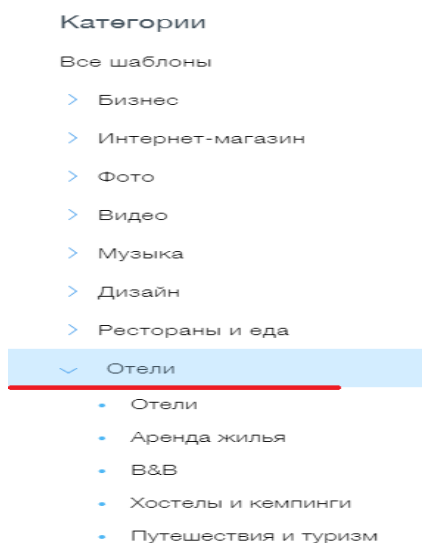 Категории
Все шаблоны
Бизнес
Интернет-магазин
Фото
Видео
Музыка
Дизайн
Рестораны и еда
Отели
Отели
Аренда жилья
B&B
Хостелы и кемпинги
Путешествия и туризм